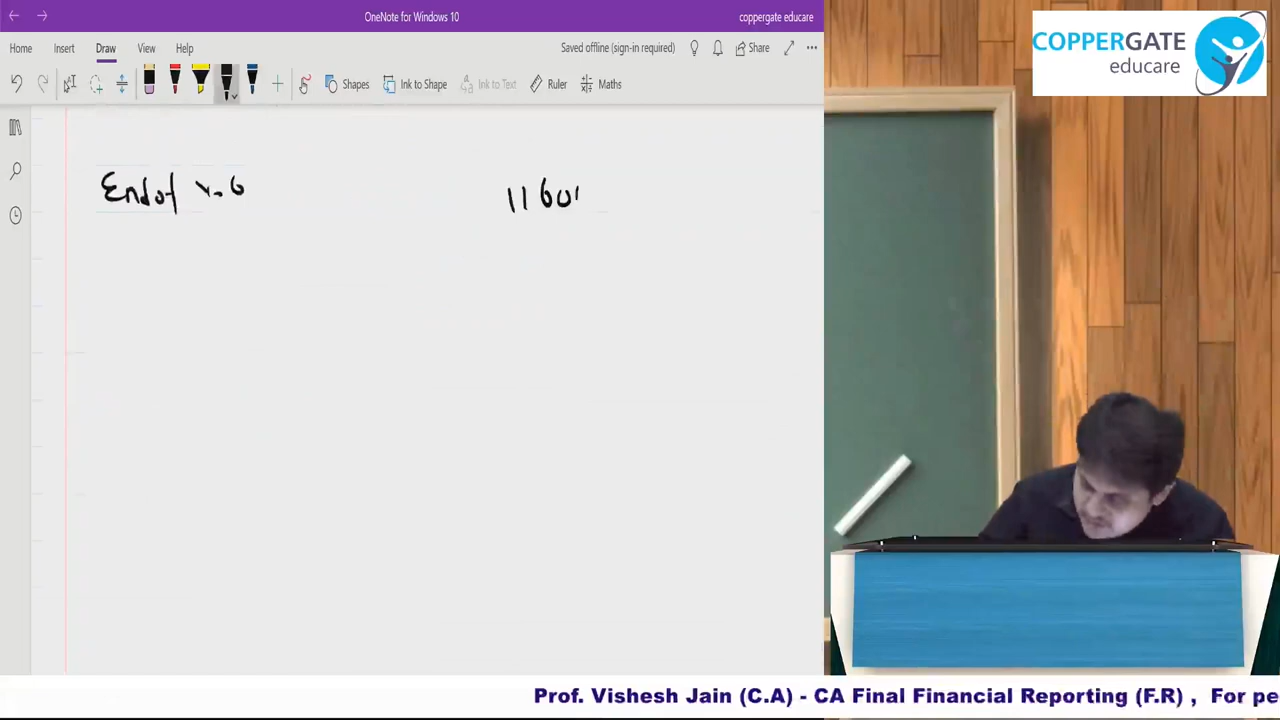 OneNote for Windows 10
coppergate educare
Home Insert Draw View Help
Saved offline (sign-in required)
Share
Shapes
Ink to Shape
Ink to Text
Ruler
Maths
COPPERGATE
educare
End of Y.6
1160
Prof. Vishesh Jain (C.A) - CA Final Financial Reporting (F.R) , For pe